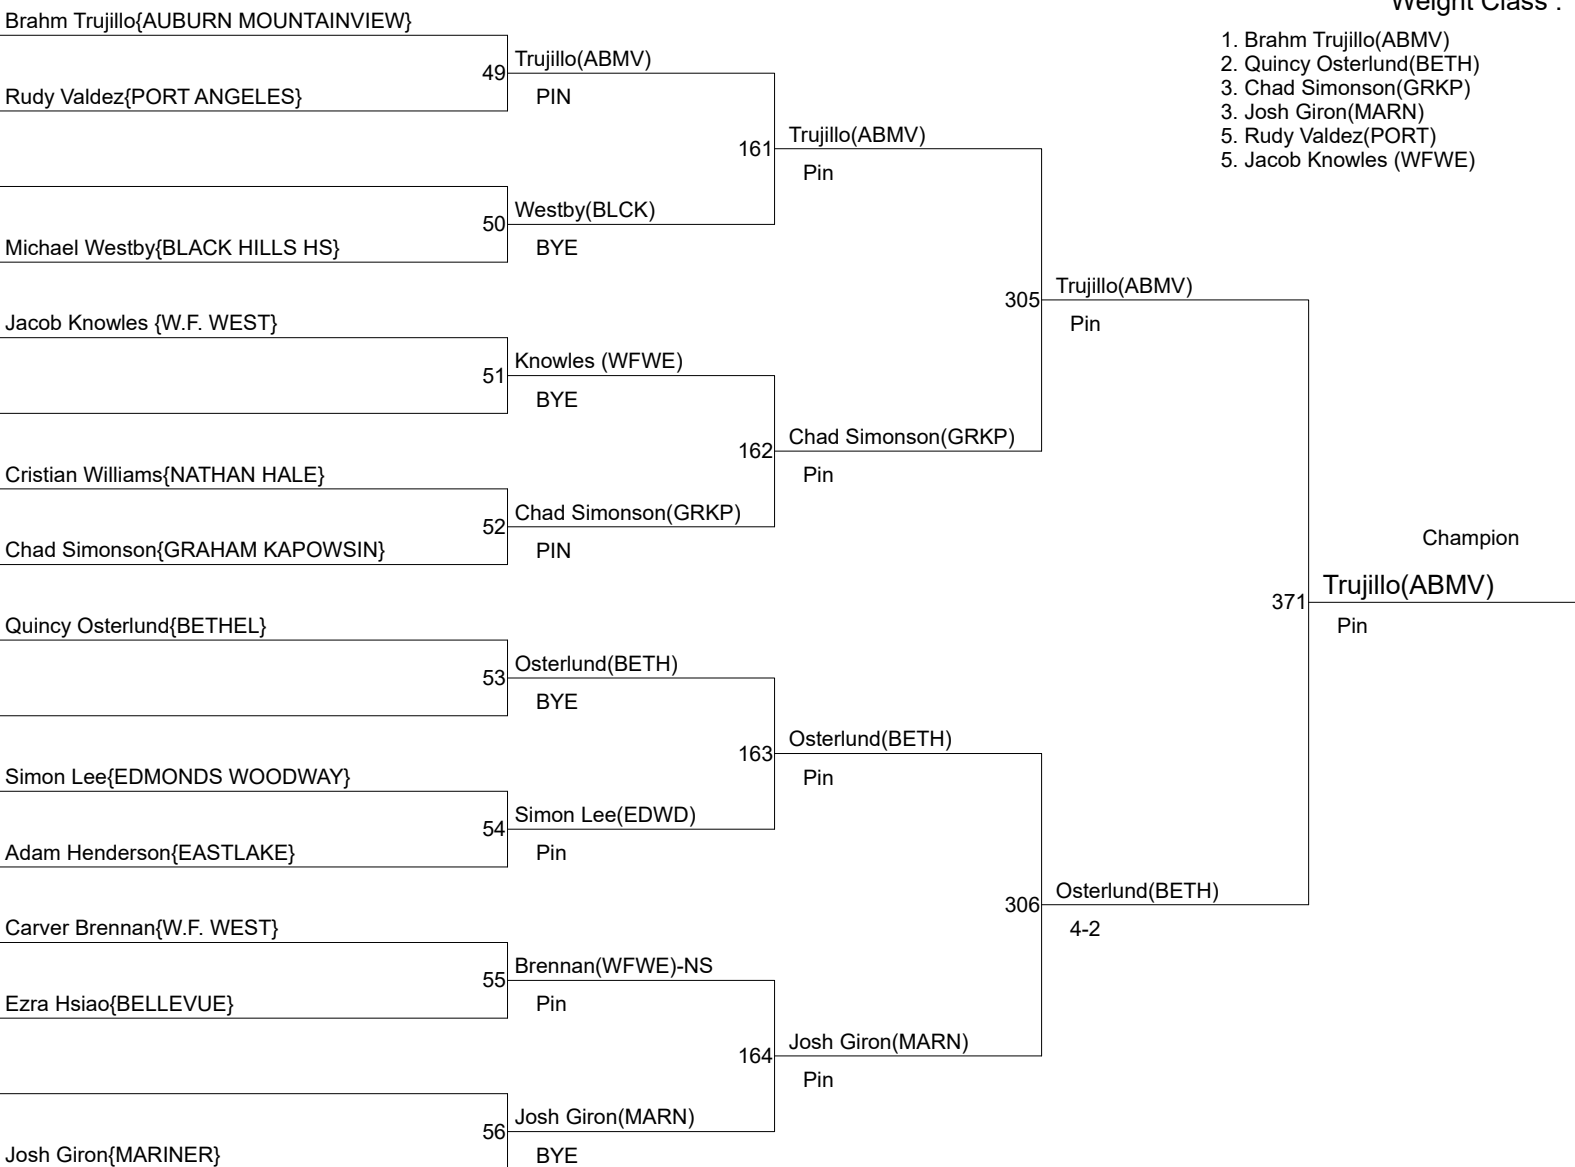 Weight Class :
1. Brahm Trujillo(ABMV)
2. Quincy Osterlund(BETH)
3. Chad Simonson(GRKP)
3. Josh Giron(MARN)
5. Rudy Valdez(PORT)
5. Jacob Knowles (WFWE)
Brahm Trujillo{AUBURN MOUNTAINVIEW}
49 Trujillo(ABMV)
Rudy Valdez{PORT ANGELES}
PIN
161 Trujillo(ABMV)
Pin
50 Westby(BLCK)
Michael Westby{BLACK HILLS HS}
BYE
305 Trujillo(ABMV)
Pin
Jacob Knowles {W.F. WEST}
51 Knowles (WFWE)
BYE
162 Chad Simonson(GRKP)
Pin
Cristian Williams{NATHAN HALE}
52 Chad Simonson(GRKP)
Chad Simonson{GRAHAM KAPOWSIN}
PIN
Champion
371 Trujillo(ABMV)
Pin
Quincy Osterlund{BETHEL}
53 Osterlund(BETH)
BYE
163 Osterlund(BETH)
Pin
Simon Lee{EDMONDS WOODWAY}
54 Simon Lee(EDWD)
Adam Henderson{EASTLAKE}
Pin
306 Osterlund(BETH)
4-2
Carver Brennan{W.F. WEST}
55 Brennan(WFWE)-NS
Ezra Hsiao{BELLEVUE}
Pin
164 Josh Giron(MARN)
Pin
56 Josh Giron(MARN)
Josh Giron{MARINER}
BYE